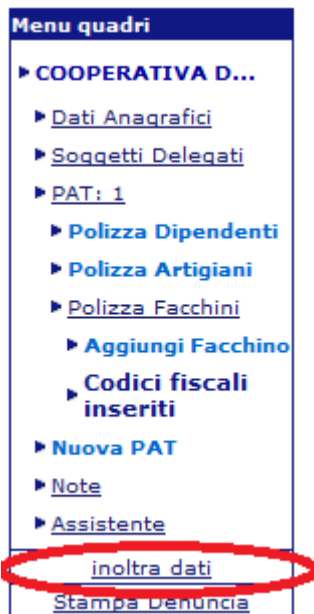 Menu quadri
COOPERATIVA D...
Dati Anagrafici
Soggetti Delegati
PAT: 1
Polizza Dipendenti
Polizza Artigiani
Polizza Facchini
Aggiungi Facchino
Codici fiscali
inseriti
Nuova PAT
Note
Assistente
inoltra dati
Stampa Denuncia